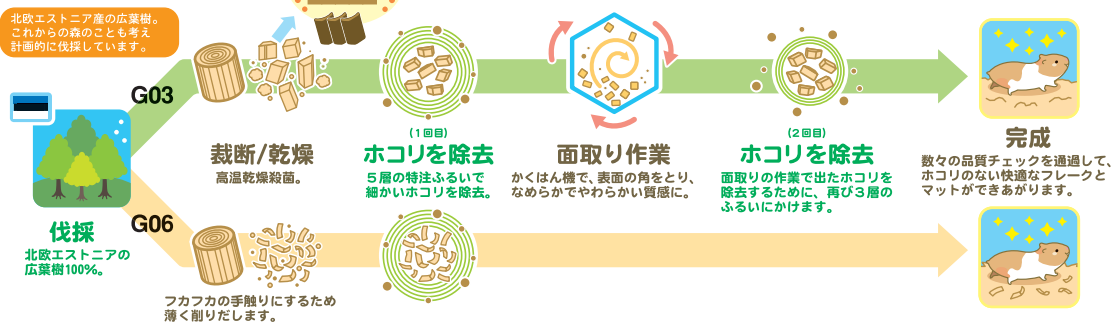 北欧エストニア産の広葉樹。
これからの森のことも考え
計画的に伐採しています。
G03
G06
伐採
北欧エストニアの
広葉樹100%。
裁断/乾燥
高温乾燥殺菌。
フカフカの手触りにするため
薄く削りだします。
(1回目)
ホコリを除去
5層の特注ふるいで
細かいホコリを除去。
面取り作業
かくはん機で、表面の角をとり、
なめらかでやわらかい質感に。
(2回目)
ホコリを除去
面取りの作業で出たホコリを
除去するために、再び3層の
ふるいにかけます。
完成
数々の品質チェックを通過して、
ホコリのない快適なフレークと
マットができあがります。